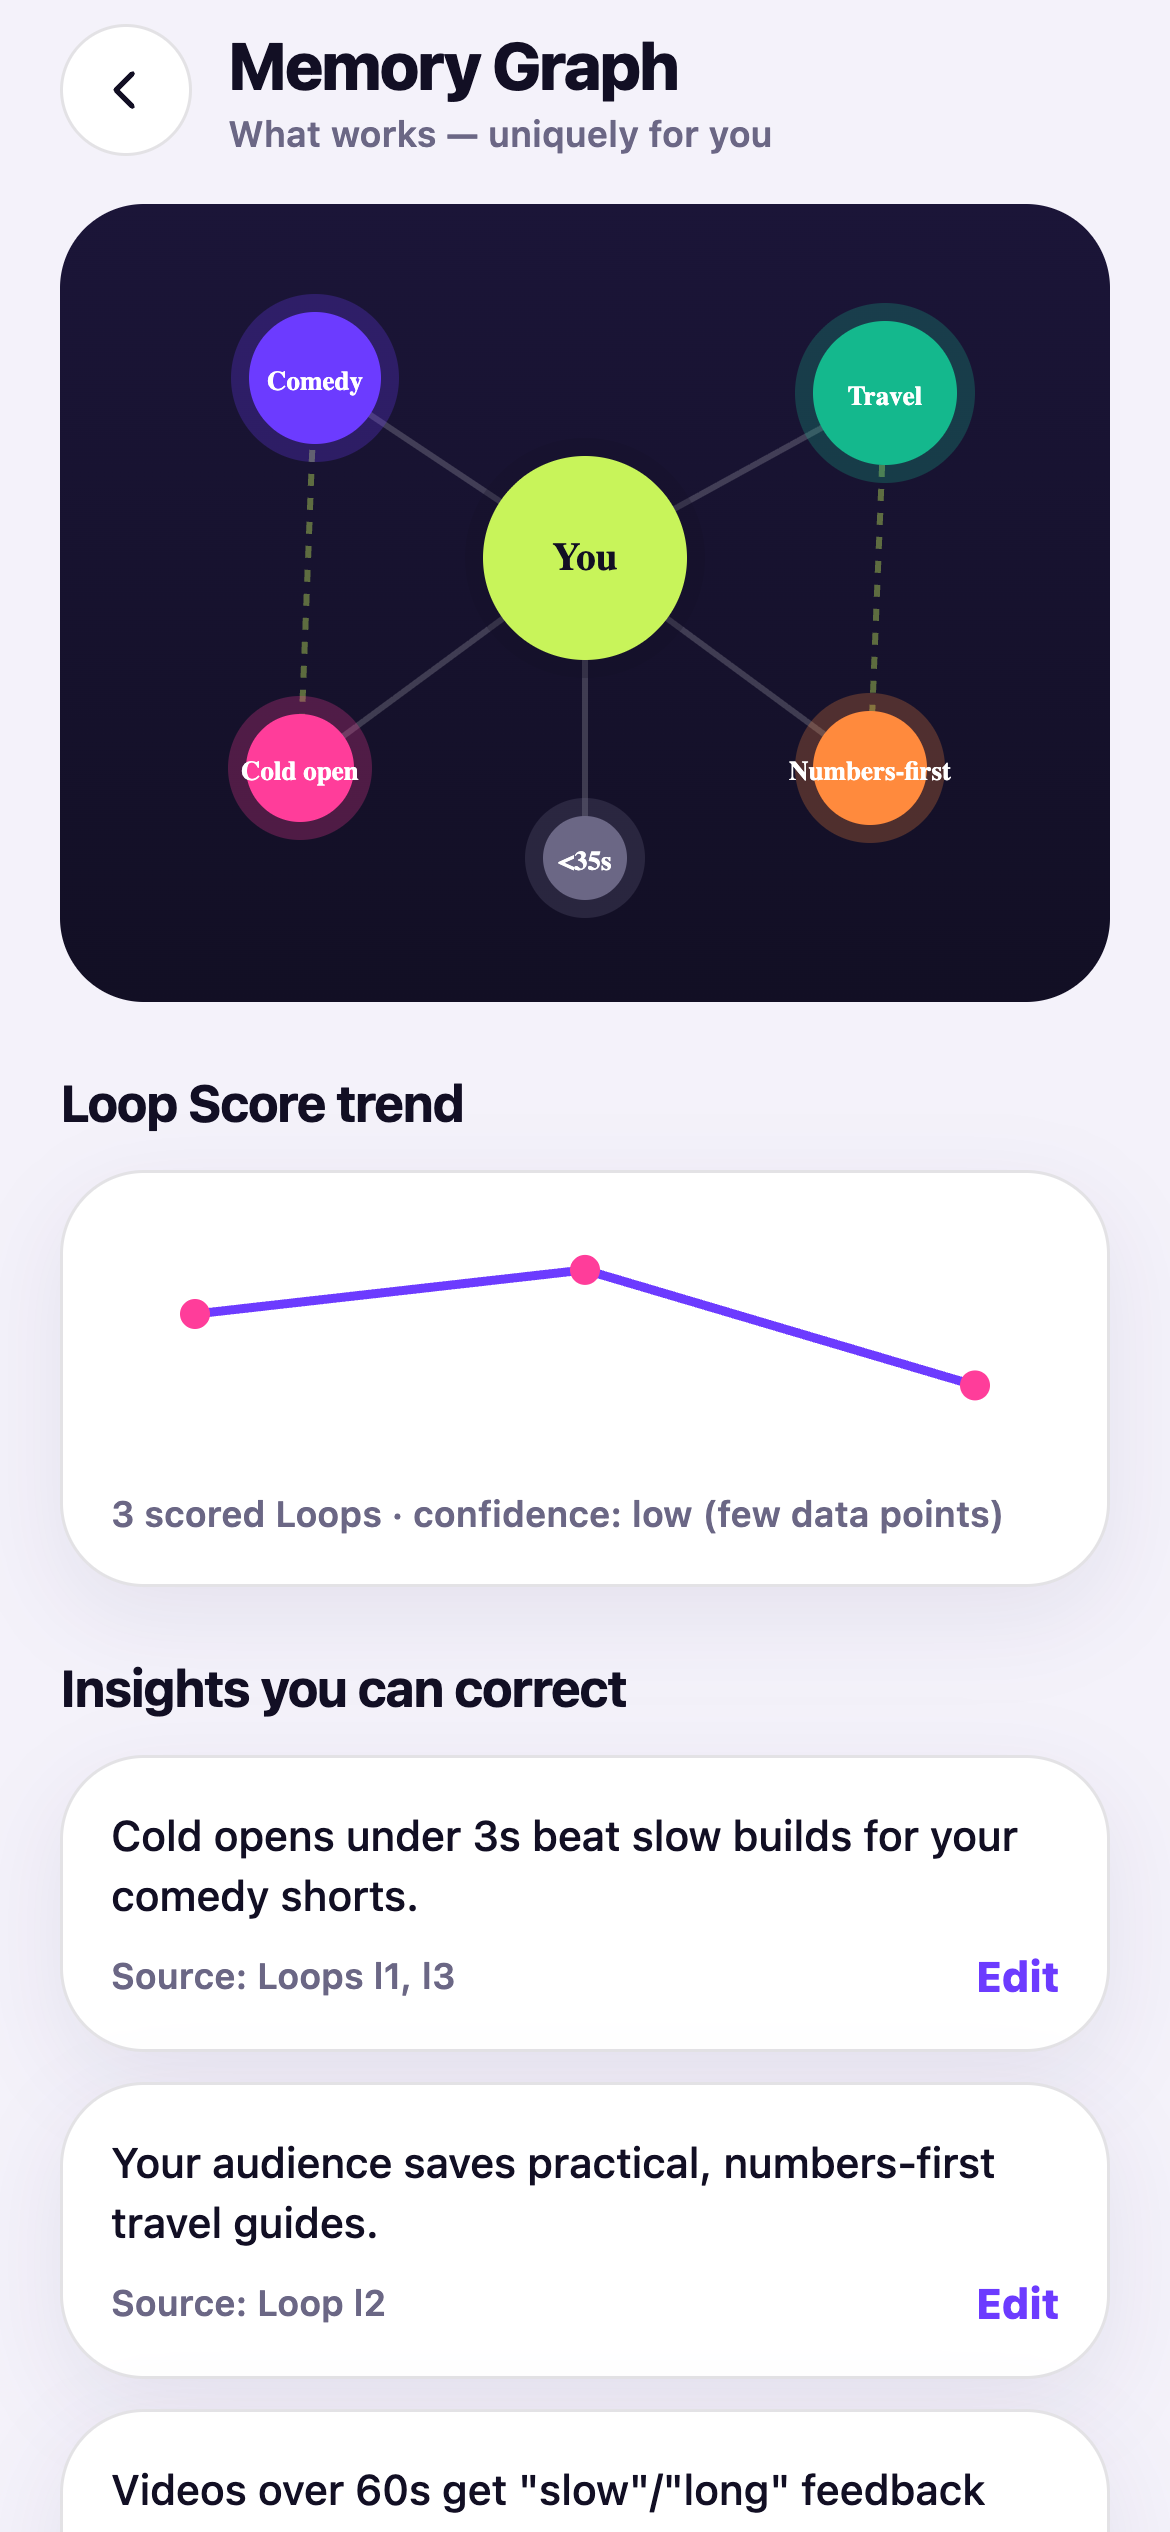 Memory Graph
What works — uniquely for you
Comedy
Travel
You
Cold open
Numbers-first
<35s
Loop Score trend
3 scored Loops · confidence: low (few data points)
Insights you can correct
Cold opens under 3s beat slow builds for your
comedy shorts.
Source: Loops l1, l3
Edit
Your audience saves practical, numbers-first
travel guides.
Source: Loop l2
Edit
Videos over 60s get "slow"/"long" feedback